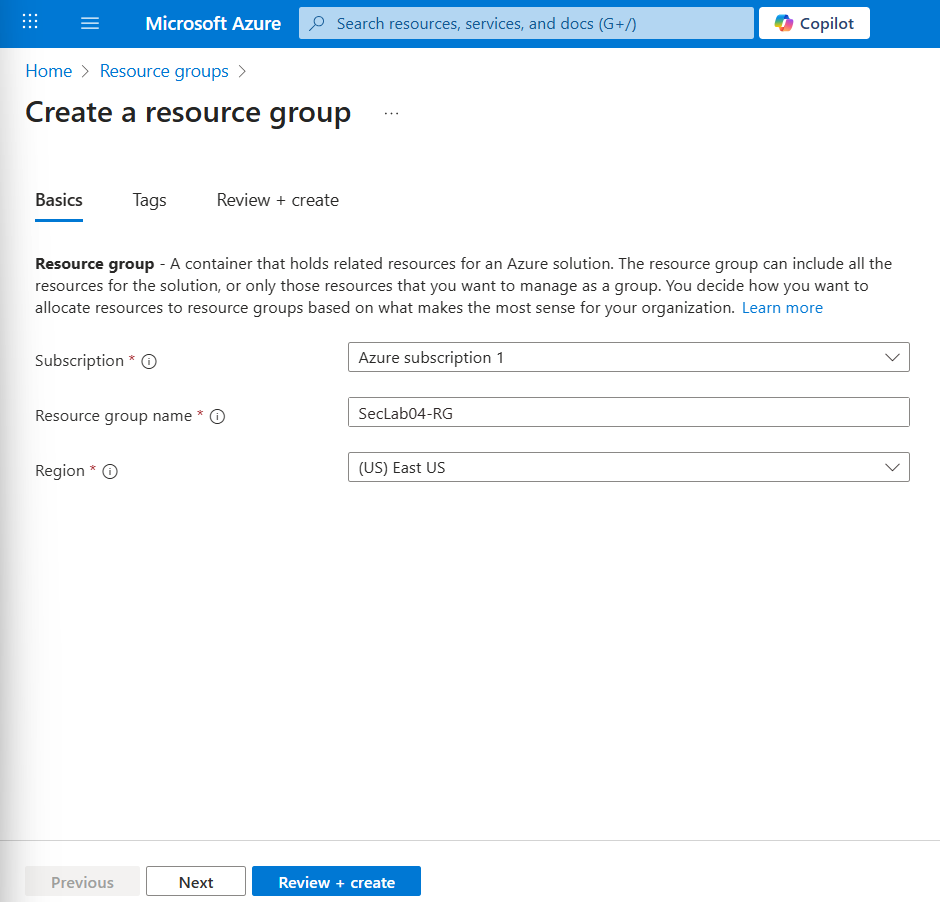 Microsoft Azure
Search resources, services, and docs (G+/)
Copilot
Home > Resource groups >
Create a resource group ...
Basics Tags Review + create
Resource group - A container that holds related resources for an Azure solution. The resource group can include all the
resources for the solution, or only those resources that you want to manage as a group. You decide how you want to
allocate resources to resource groups based on what makes the most sense for your organization. Learn more
Subscription *
Azure subscription 1
Resource group name *
SecLab04-RG
Region *
(US) East US
Previous Next Review + create